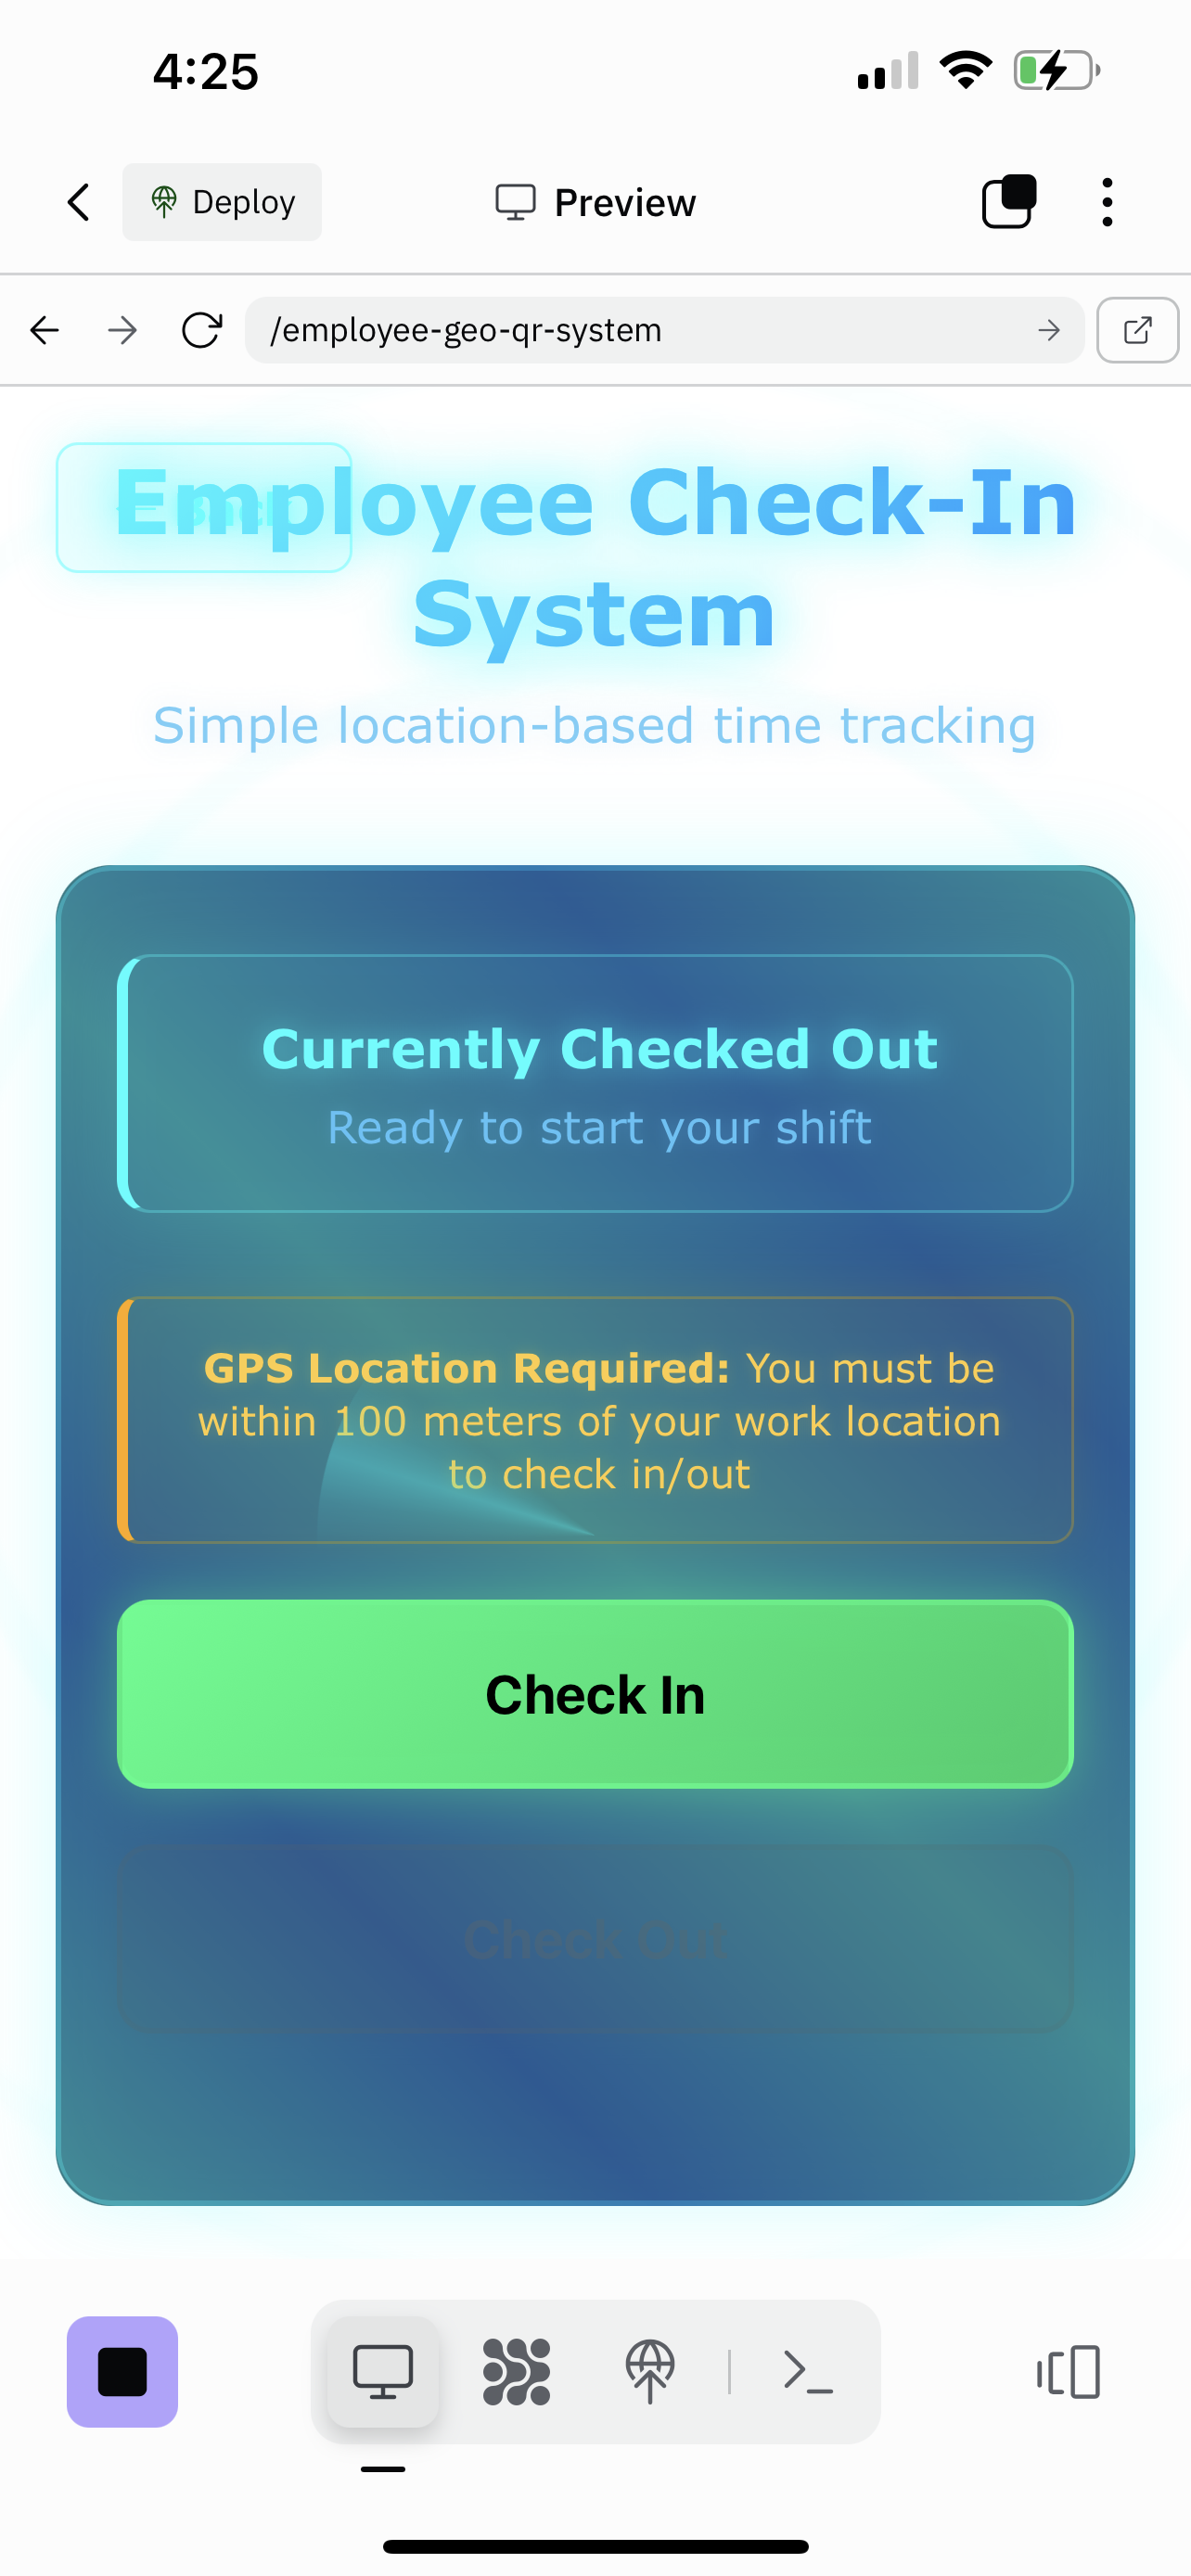 4:25
Deploy
Preview
/employee-geo-qr-system
Employee Check-In
System
Simple location-based time tracking
Currently Checked Out
Ready to start your shift
GPS Location Required: You must be
within 100 meters of your work location
to check in/out
Check In
Check Out